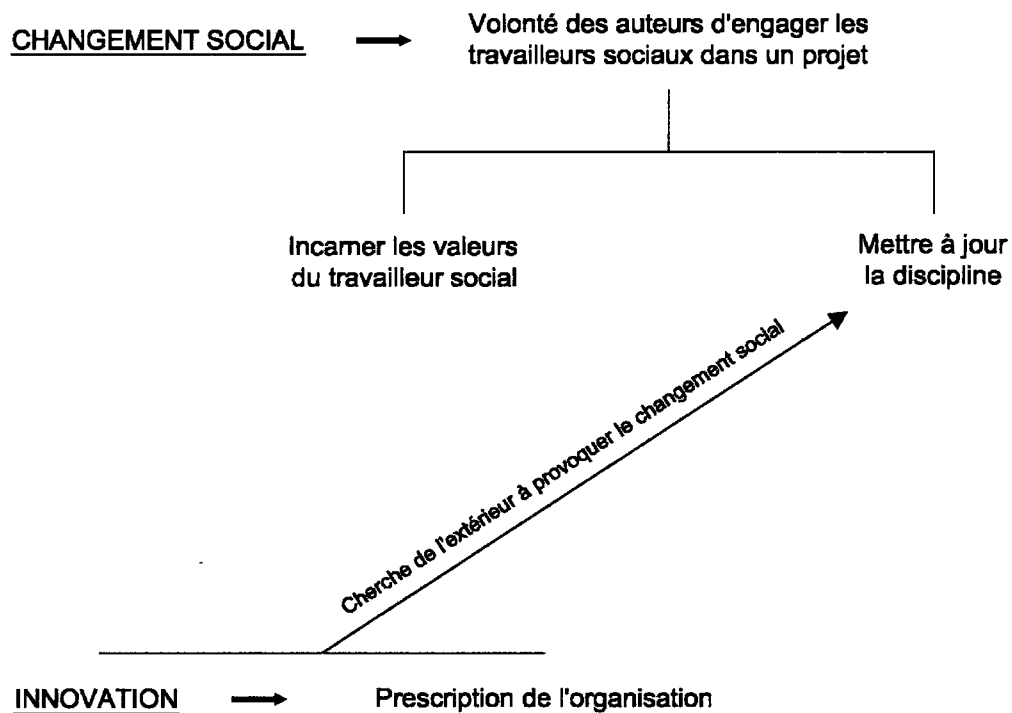 CHANGEMENT SOCIAL
Volonté des auteurs d'engager les
travailleurs sociaux dans un projet
Incarner les valeurs
du travailleur social
Mettre à jour
la discipline
Cherche de l'extérieur à provoquer le changement social
INNOVATION
Prescription de l'organisation